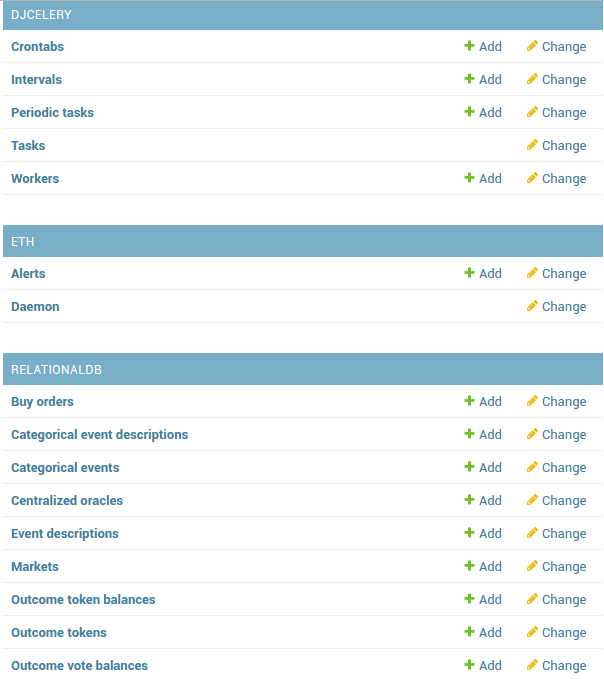 DJCELERY
Crontabs Add Change
Intervals Add Change
Periodic tasks Add Change
Tasks Change
Workers Add Change
ETH
Alerts Add Change
Daemon Change
RELATIONALDB
Buy orders Add Change
Categorical event descriptions Add Change
Categorical events Add Change
Centralized oracles Add Change
Event descriptions Add Change
Markets Add Change
Outcome token balances Add Change
Outcome tokens Add Change
Outcome vote balances Add Change